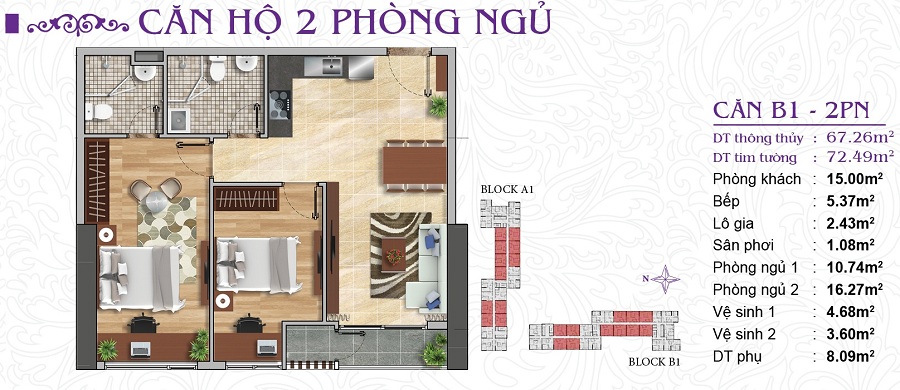 CĂN HỘ 2 PHÒNG NGỦ
CĂN B1 - 2PN
DT thông thủy : 67.26m²
DT tim tường : 72.49m²
Phòng khách : 15.00m²
Bếp : 5.37m²
Lô gia : 2.43m²
Sân phơi : 1.08m²
Phòng ngủ 1 : 10.74m²
Phòng ngủ 2 : 16.27m²
Vệ sinh 1 : 4.68m²
Vệ sinh 2 : 3.60m²
DT phụ : 8.09m²
BLOCK A1
N
BLOCK B1